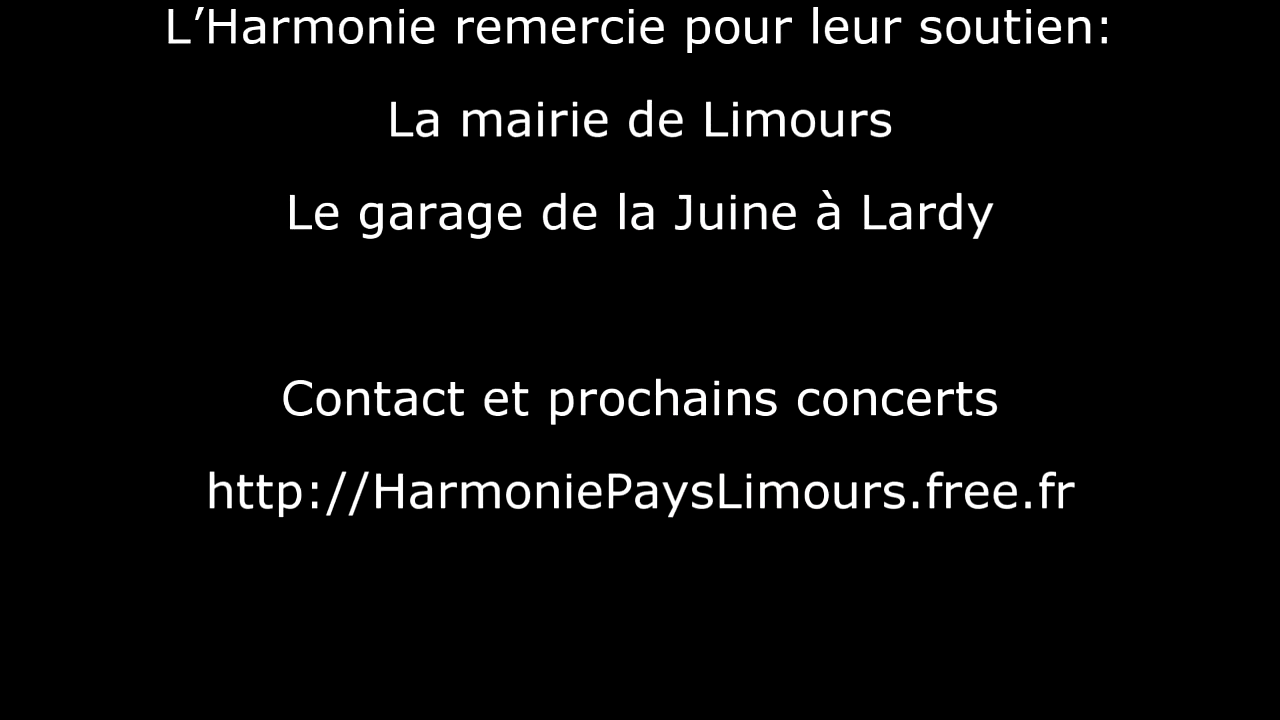 L’Harmonie remercie pour leur soutien:
La mairie de Limours
Le garage de la Juine à Lardy
Contact et prochains concerts
http://HarmoniePaysLimours.free.fr